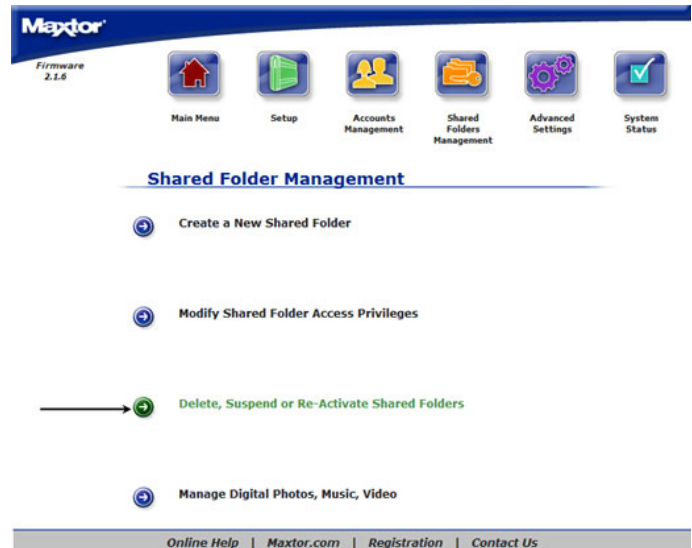 Maxtor
Firmware
2.1.6
Main Menu
Setup
Accounts
Management
Shared
Folders
Management
Advanced
Settings
System
Status
Shared Folder Management
Create a New Shared Folder
Modify Shared Folder Access Privileges
Delete, Suspend or Re-Activate Shared Folders
Manage Digital Photos, Music, Video
Online Help | Maxtor.com | Registration | Contact Us